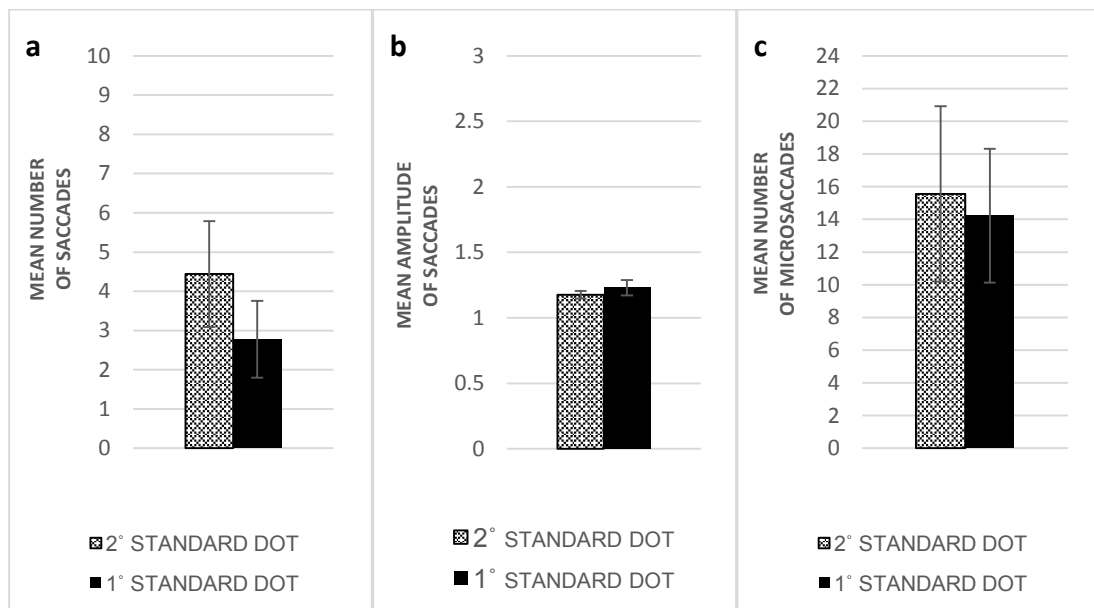 a
MEAN NUMBER
OF SACCADES
10
9
8
7
6
5
4
3
2
1
0
2° STANDARD DOT
1° STANDARD DOT
b
MEAN AMPLITUDE
OF SACCADES
3
2.5
2
1.5
1
0.5
0
2° STANDARD DOT
1° STANDARD DOT
c
MEAN NUMBER
OF MICROSACCADES
24
22
20
18
16
14
12
10
8
6
4
2
0
2° STANDARD DOT
1° STANDARD DOT